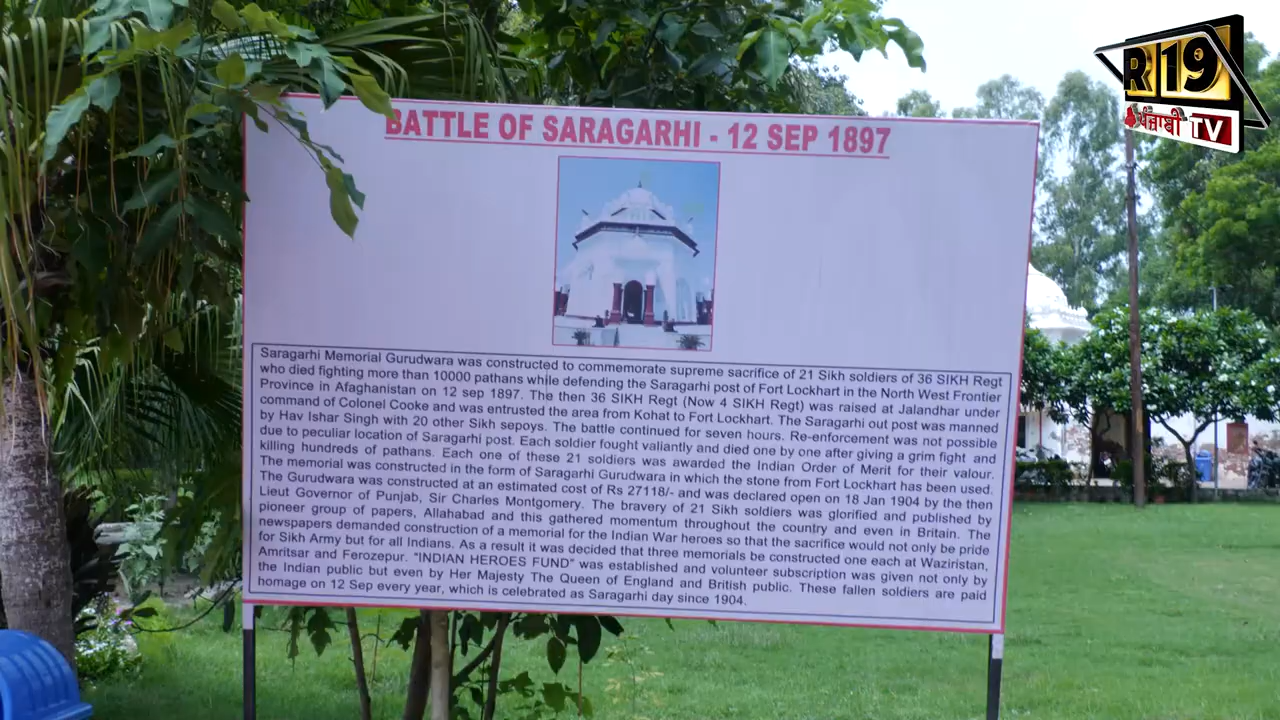 BATTLE OF SARAGARHI - 12 SEP 1897
Saragarhi Memorial Gurudwara was constructed to commemorate supreme sacrifice of 21 Sikh soldiers of 36 SIKH Regt
who died fighting more than 10000 pathans while defending the Saragarhi post of Fort Lockhart in the North West Frontier
Province in Afaghanistan on 12 sep 1897. The then 36 SIKH Regt (Now 4 SIKH Regt) was raised at Jalandhar under
command of Colonel Cooke and was entrusted the area from Kohat to Fort Lockhart. The Saragarhi out post was manned
by Hav Ishar Singh with 20 other Sikh sepoys. The battle continued for seven hours. Re-enforcement was not possible
due to peculiar location of Saragarhi post. Each soldier fought valiantly and died one by one after giving a grim fight and
killing hundreds of pathans. Each one of these 21 soldiers was awarded the Indian Order of Merit for their valour.
The memorial was constructed in the form of Saragarhi Gurudwara in which the stone from Fort Lockhart has been used.
The Gurudwara was constructed at an estimated cost of Rs 27118/- and was declared open on 18 Jan 1904 by the then
Lieut Governor of Punjab, Sir Charles Montgomery. The bravery of 21 Sikh soldiers was glorified and published by
pioneer group of papers, Allahabad and this gathered momentum throughout the country and even in Britain. The
newspapers demanded construction of a memorial for the Indian War heroes so that the sacrifice would not only be pride
for Sikh Army but for all Indians. As a result it was decided that three memorials be constructed one each at Waziristan,
Amritsar and Ferozepur. "INDIAN HEROES FUND" was established and volunteer subscription was given not only by
the Indian public but even by Her Majesty The Queen of England and British public. These fallen soldiers are paid
homage on 12 Sep every year, which is celebrated as Saragarhi day since 1904.
R19
ਪੰਜਾਬੀ TV